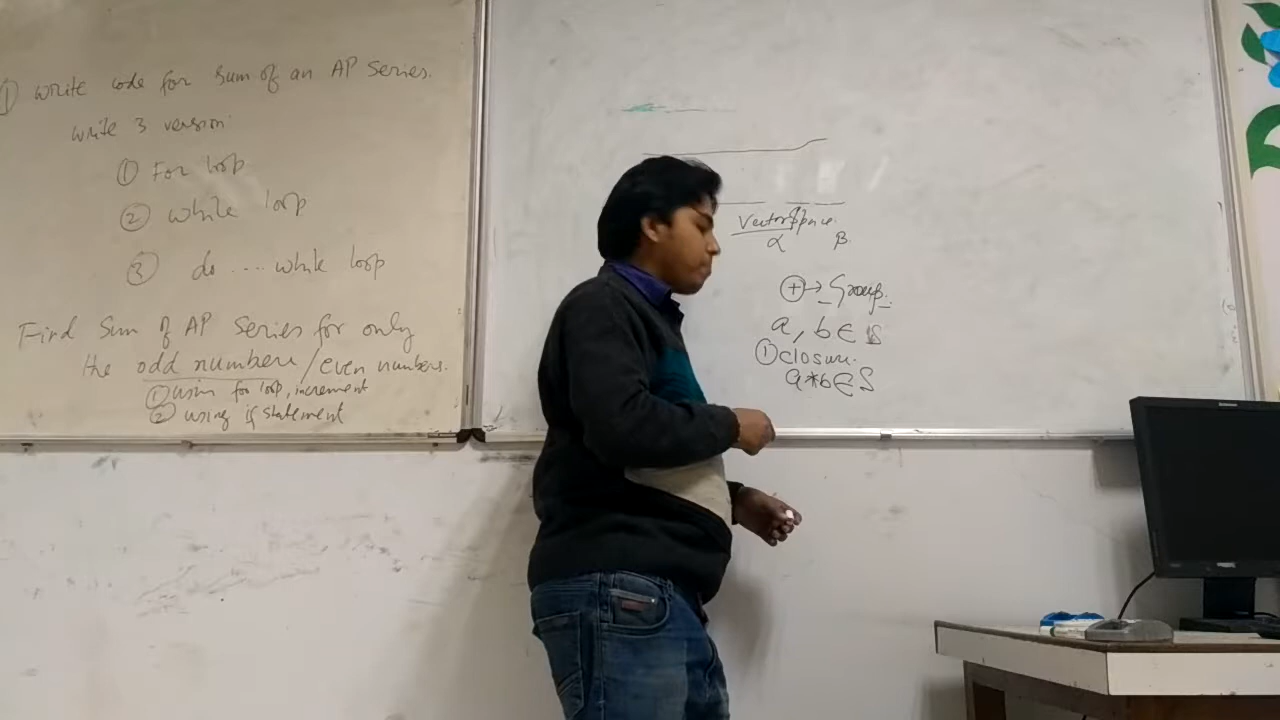 ① Write code for sum of an AP series.
Write 3 version.
① For loop
② while loop
③ do ....while loop
Find Sum of AP Series for only
the odd numbers/even numbers.
① using for loop, increment
② using if statement
Vector Space.
α β.
⊕→ Group.
a, b ∈ S
① closure.
a*b ∈ S